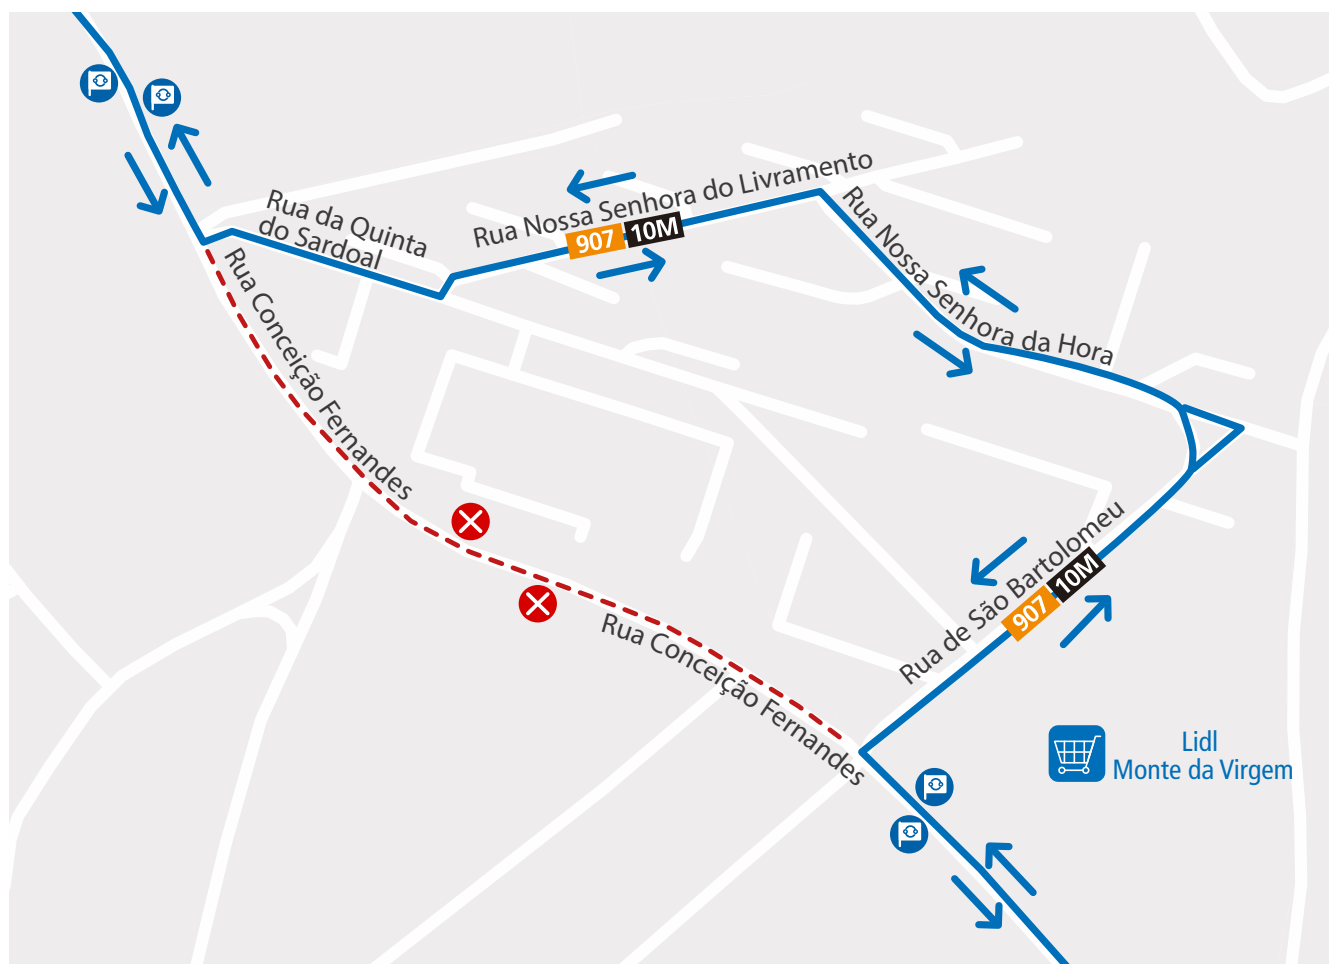 Rua da Quinta
do Sardoal
Rua Nossa Senhora do Livramento
907 10M
Rua Nossa Senhora da Hora
Rua Conceição Fernandes
Rua Conceição Fernandes
Rua de São Bartolomeu
907 10M
Lidl
Monte da Virgem